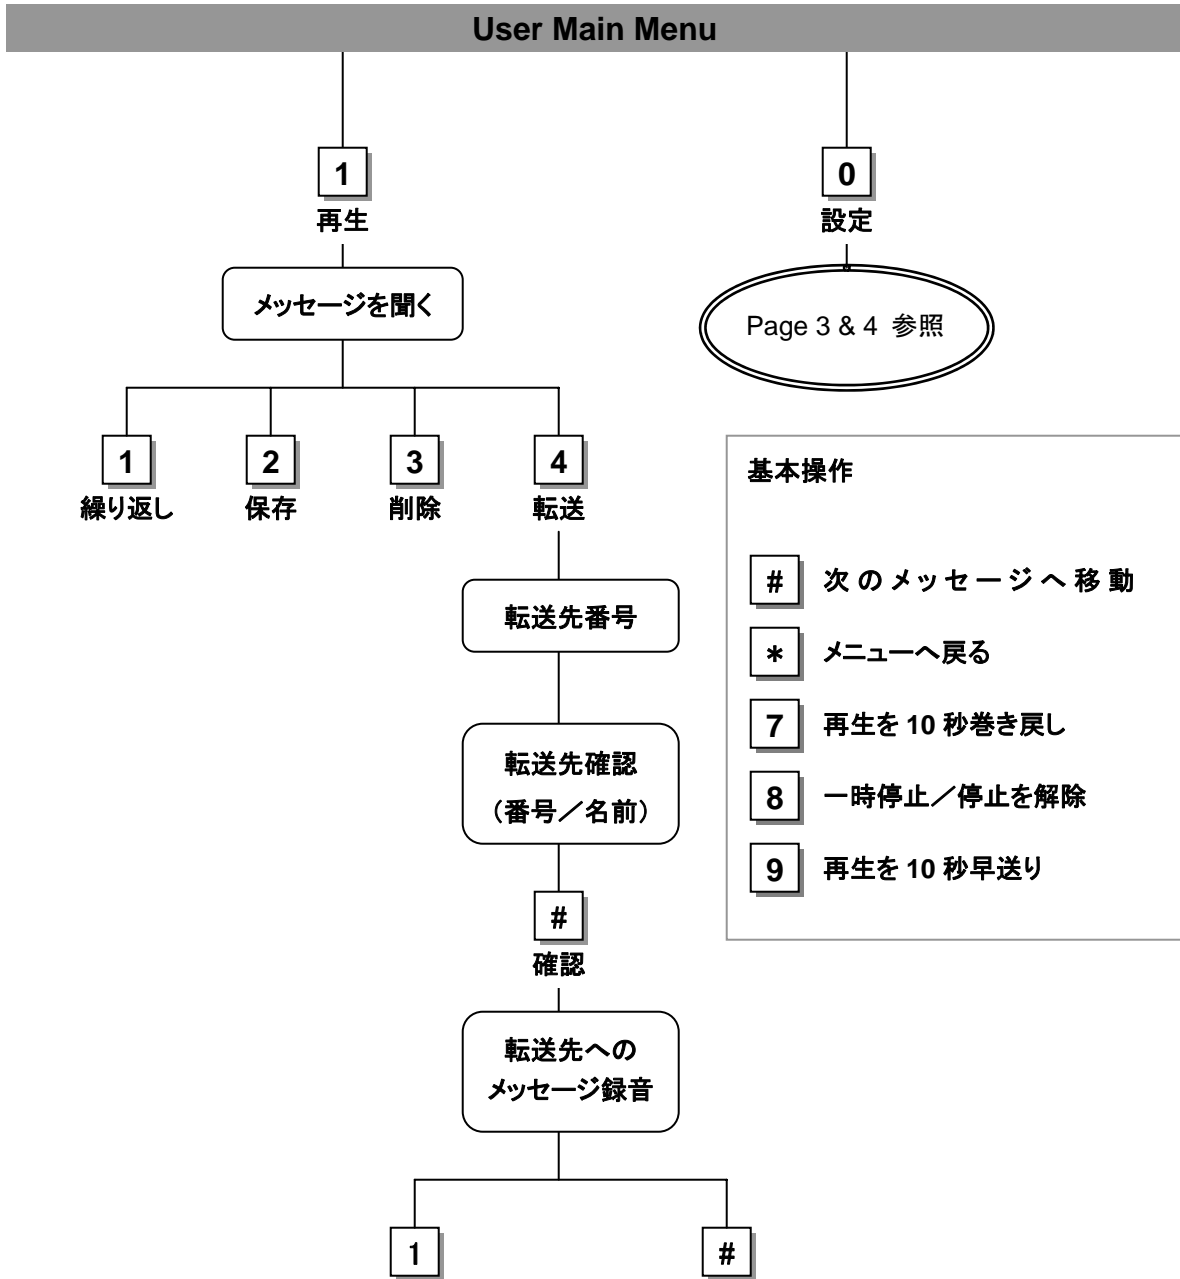 User Main Menu
1
再生
メッセージを聞く
1
繰り返し
2
保存
3
削除
4
転送
転送先番号
転送先確認
（番号／名前）
#
確認
転送先への
メッセージ録音
1
#
0
設定
Page 3 & 4 参照
基本操作
# 次のメッセージへ移動
* メニューへ戻る
7 再生を 10 秒巻き戻し
8 一時停止／停止を解除
9 再生を 10 秒早送り